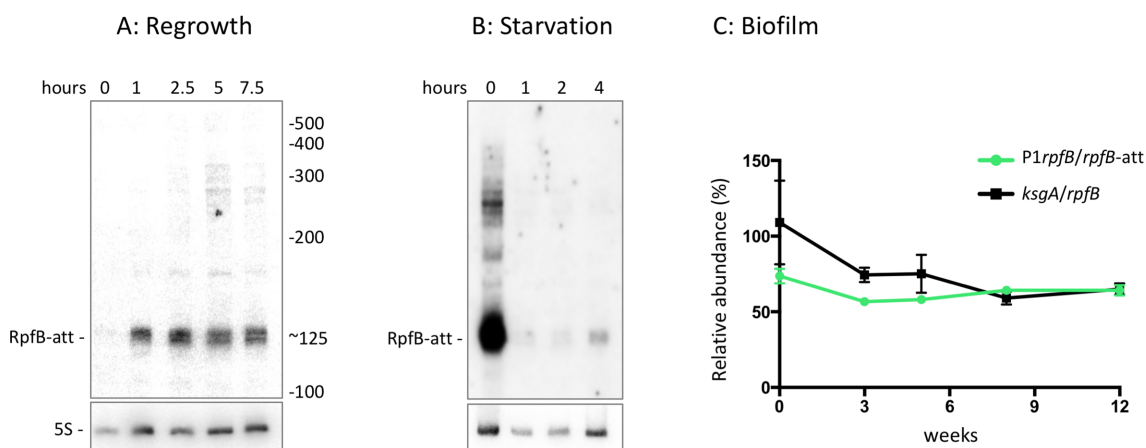 A: Regrowth
hours 0 1 2.5 5 7.5
-500
-400
-300
-200
RpfB-att - ~125
-100
5S -
B: Starvation
hours 0 1 2 4
RpfB-att -
C: Biofilm
P1rpfB/rpfB-att
ksgA/rpfB
Relative abundance (%)
150
100
50
0
0 3 6 9 12
weeks